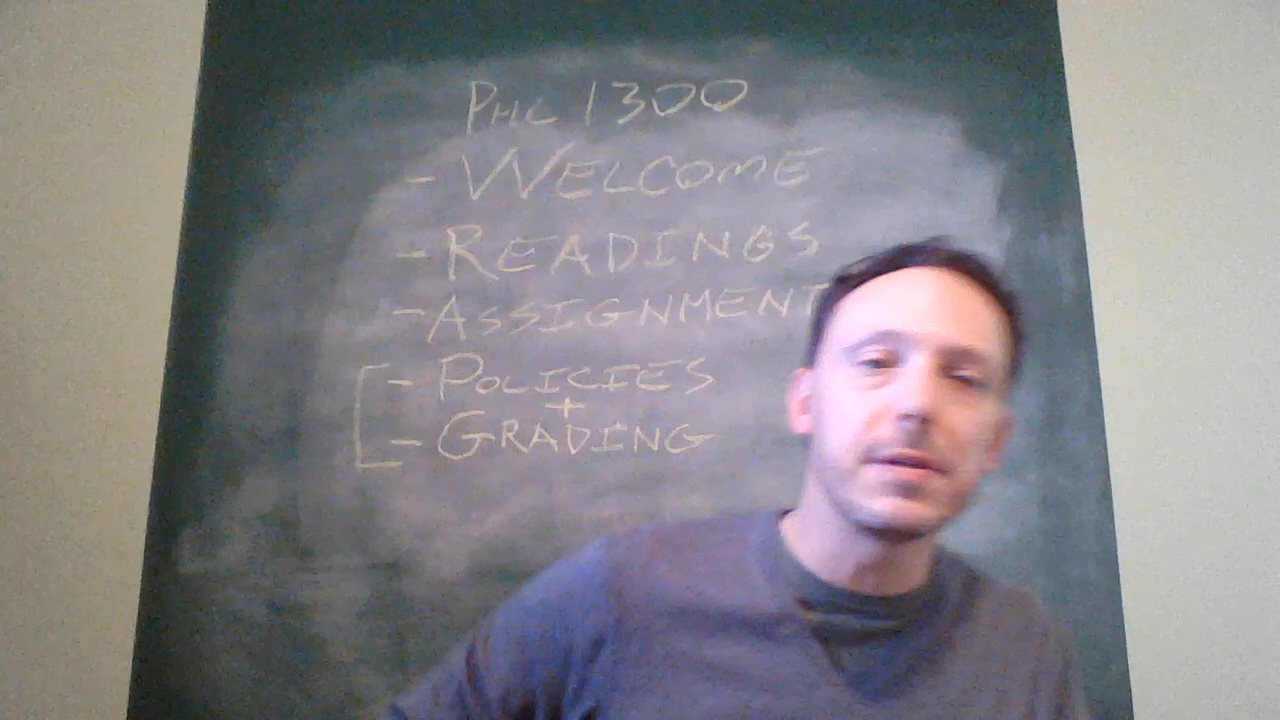 PHL 1300
- WELCOME
- READINGS
- ASSIGNMENT
- POLICIES
+
- GRADING